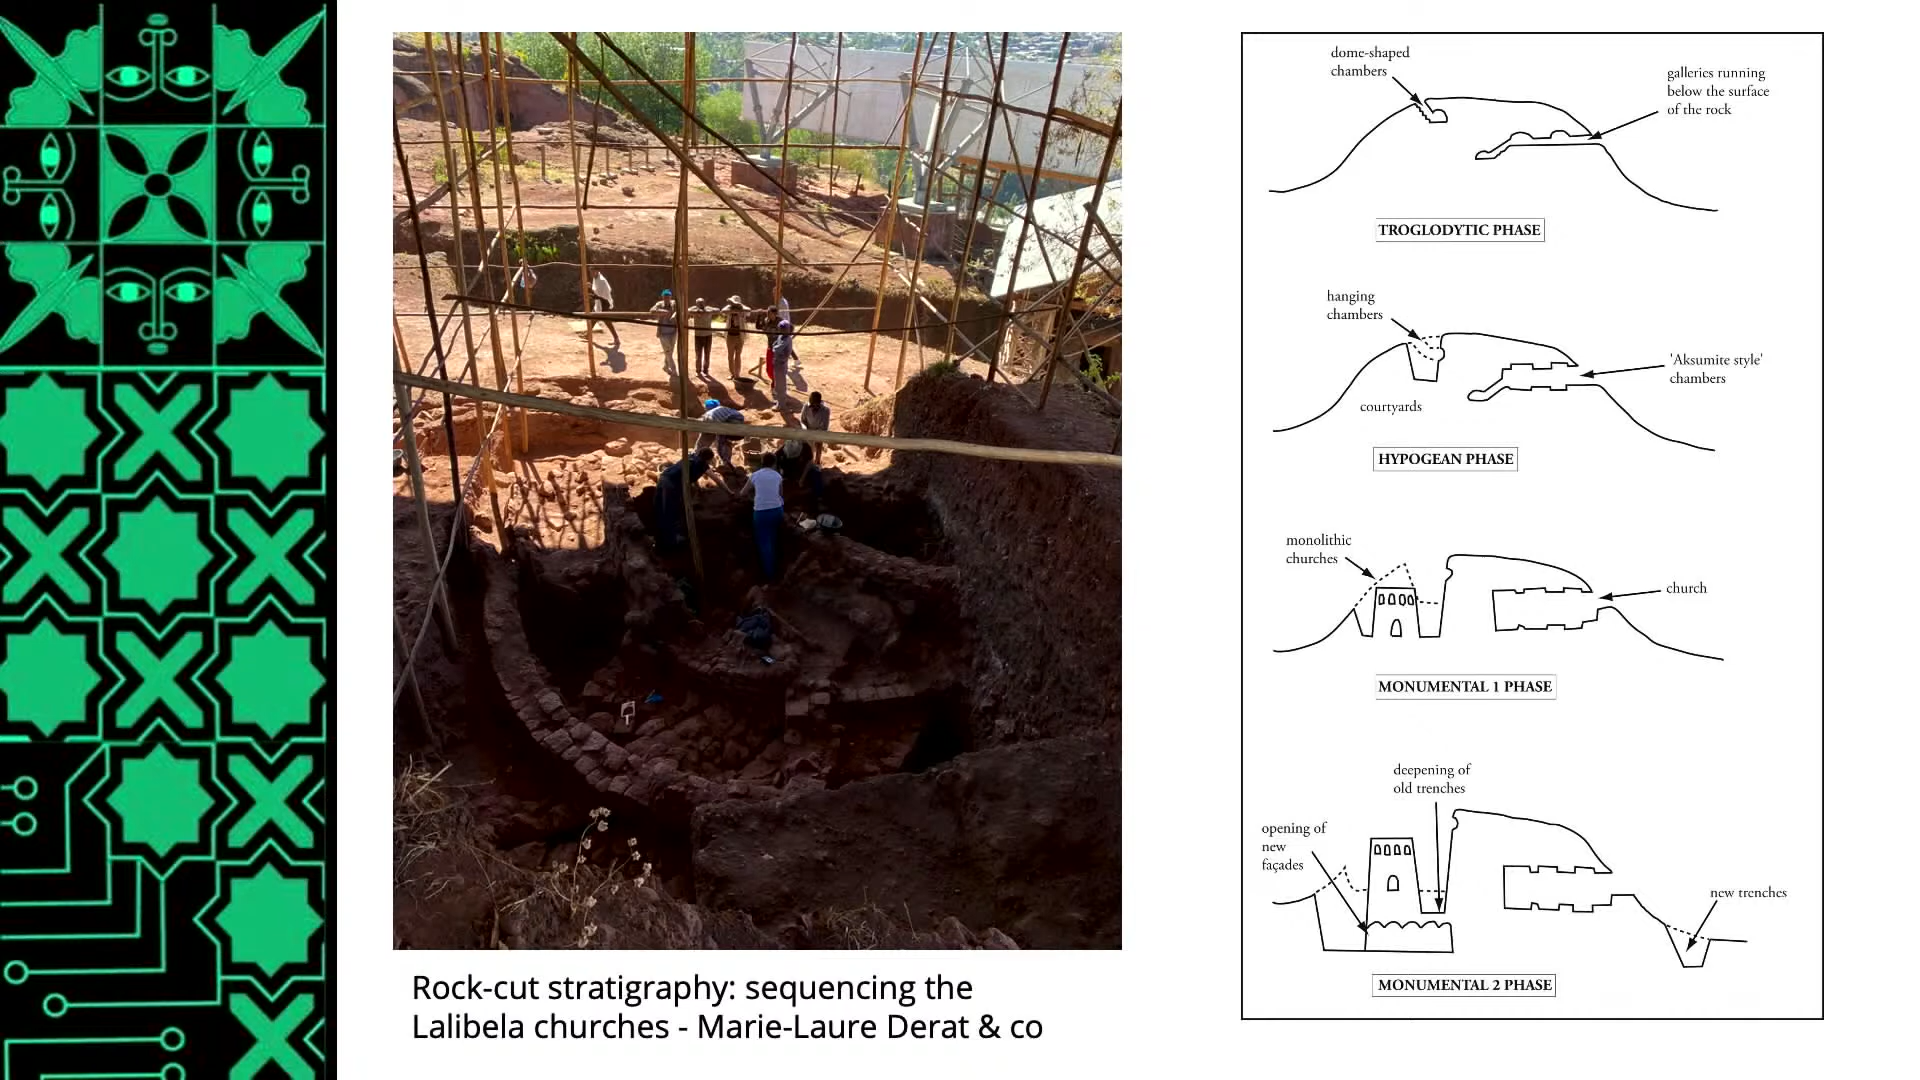 dome-shaped
chambers
galleries running
below the surface
of the rock
TROGLODYTIC PHASE
hanging
chambers
'Aksumite style'
chambers
courtyards
HYPOGEAN PHASE
monolithic
churches
church
MONUMENTAL 1 PHASE
deepening of
old trenches
opening of
new
façades
new trenches
MONUMENTAL 2 PHASE
Rock-cut stratigraphy: sequencing the
Lalibela churches - Marie-Laure Derat & co